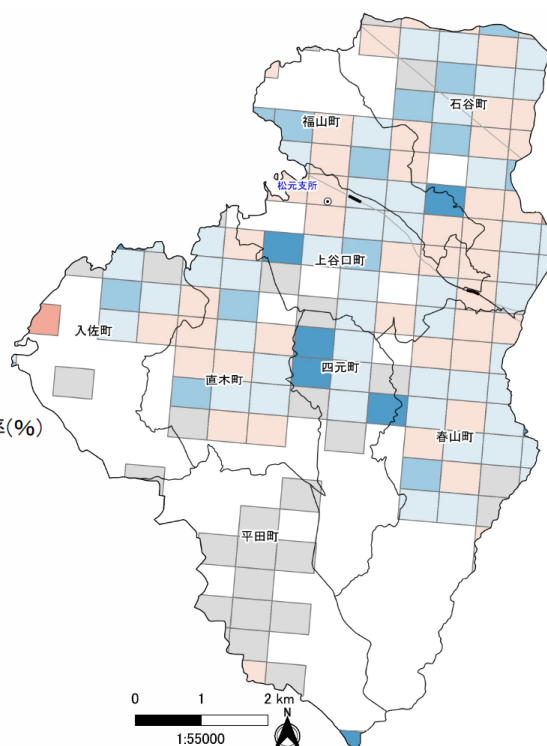 石谷町
福山町
松元支所
上谷口町
入佐町
四元町
直木町
率(%)
春山町
平田町
0 1 2 km
N
1:55000